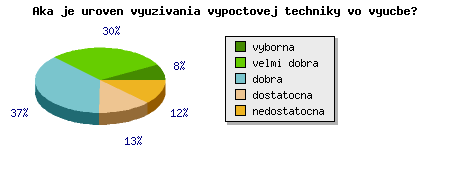 Aka je uroven vyuzivania vypoctovej techniky vo vyucbe?
30%
8%
37%
12%
13%
vyborna
velmi dobra
dobra
dostatocna
nedostatocna